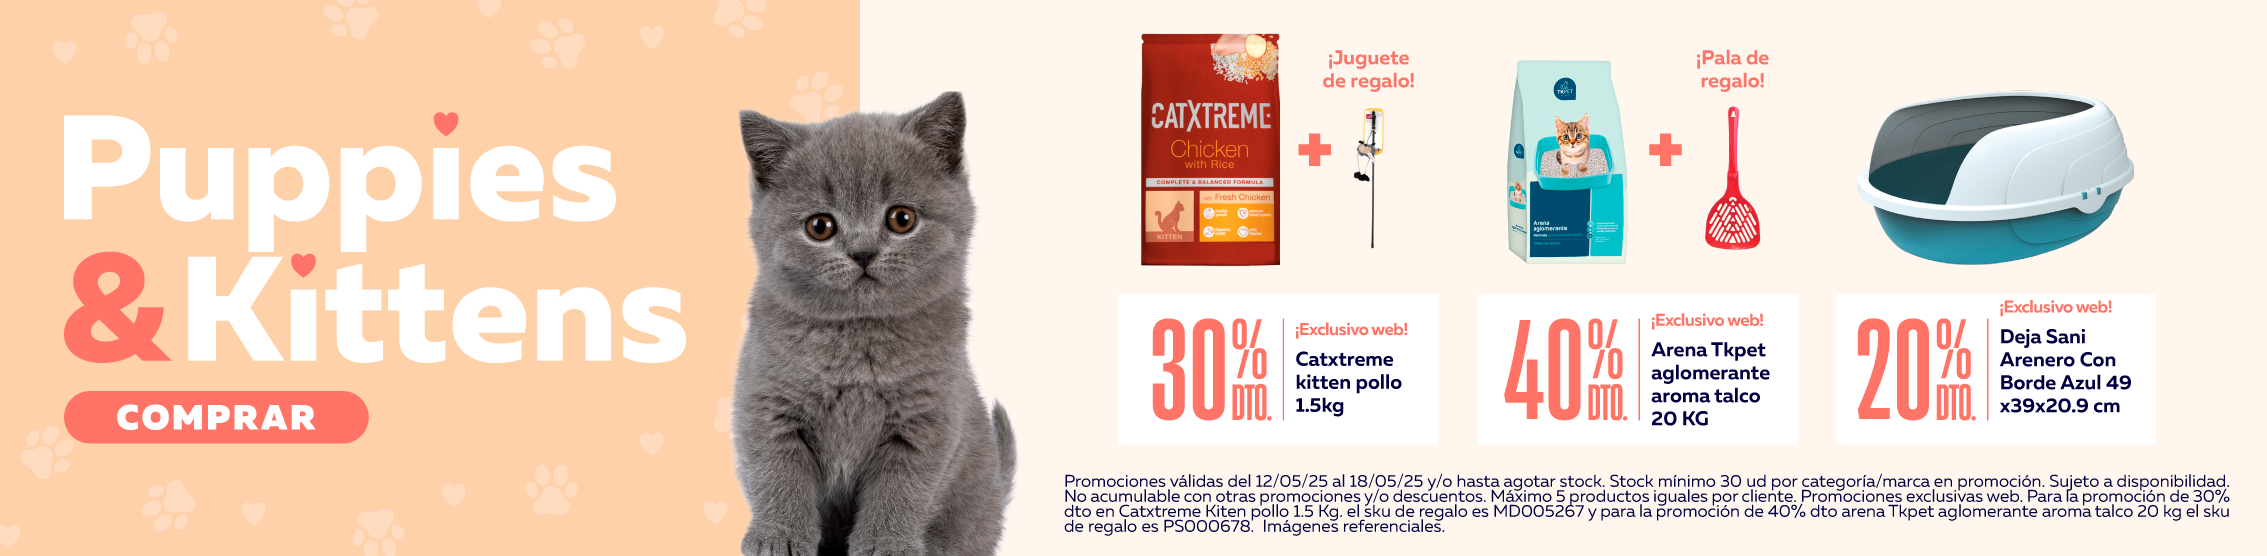 Puppies
&Kittens
COMPRAR
CATXTREME
Chicken
with Rice
COMPLETE & BALANCED FORMULA
with Fresh Chicken
KITTEN
¡Juguete
de regalo!
TKPET
Arena
aglomerante
¡Pala de
regalo!
30% DTO.
¡Exclusivo web!
Catxtreme
kitten pollo
1.5kg
40% DTO.
¡Exclusivo web!
Arena Tkpet
aglomerante
aroma talco
20 KG
20% DTO.
¡Exclusivo web!
Deja Sani
Arenero Con
Borde Azul 49
x39x20.9 cm
Promociones válidas del 12/05/25 al 18/05/25 y/o hasta agotar stock. Stock mínimo 30 ud por categoría/marca en promoción. Sujeto a disponibilidad.
No acumulable con otras promociones y/o descuentos. Máximo 5 productos iguales por cliente. Promociones exclusivas web. Para la promoción de 30%
dto en Catxtreme Kiten pollo 1.5 Kg. el sku de regalo es MD005267 y para la promoción de 40% dto arena Tkpet aglomerante aroma talco 20 kg el sku
de regalo es PS000678. Imágenes referenciales.